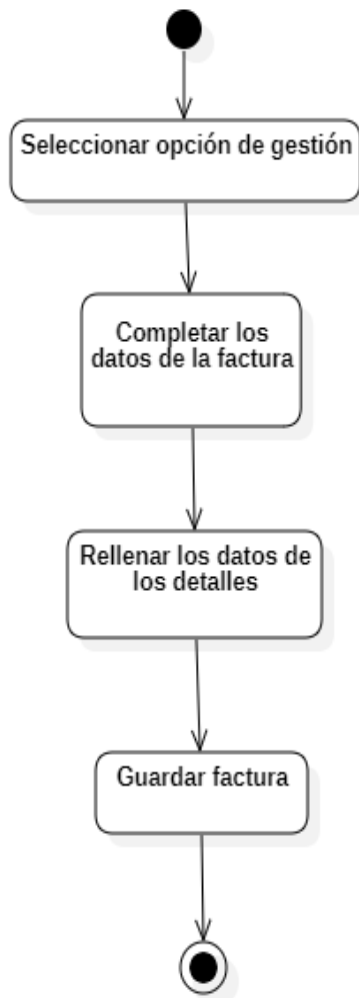 Seleccionar opción de gestión
Completar los
datos de la factura
Rellenar los datos de
los detalles
Guardar factura